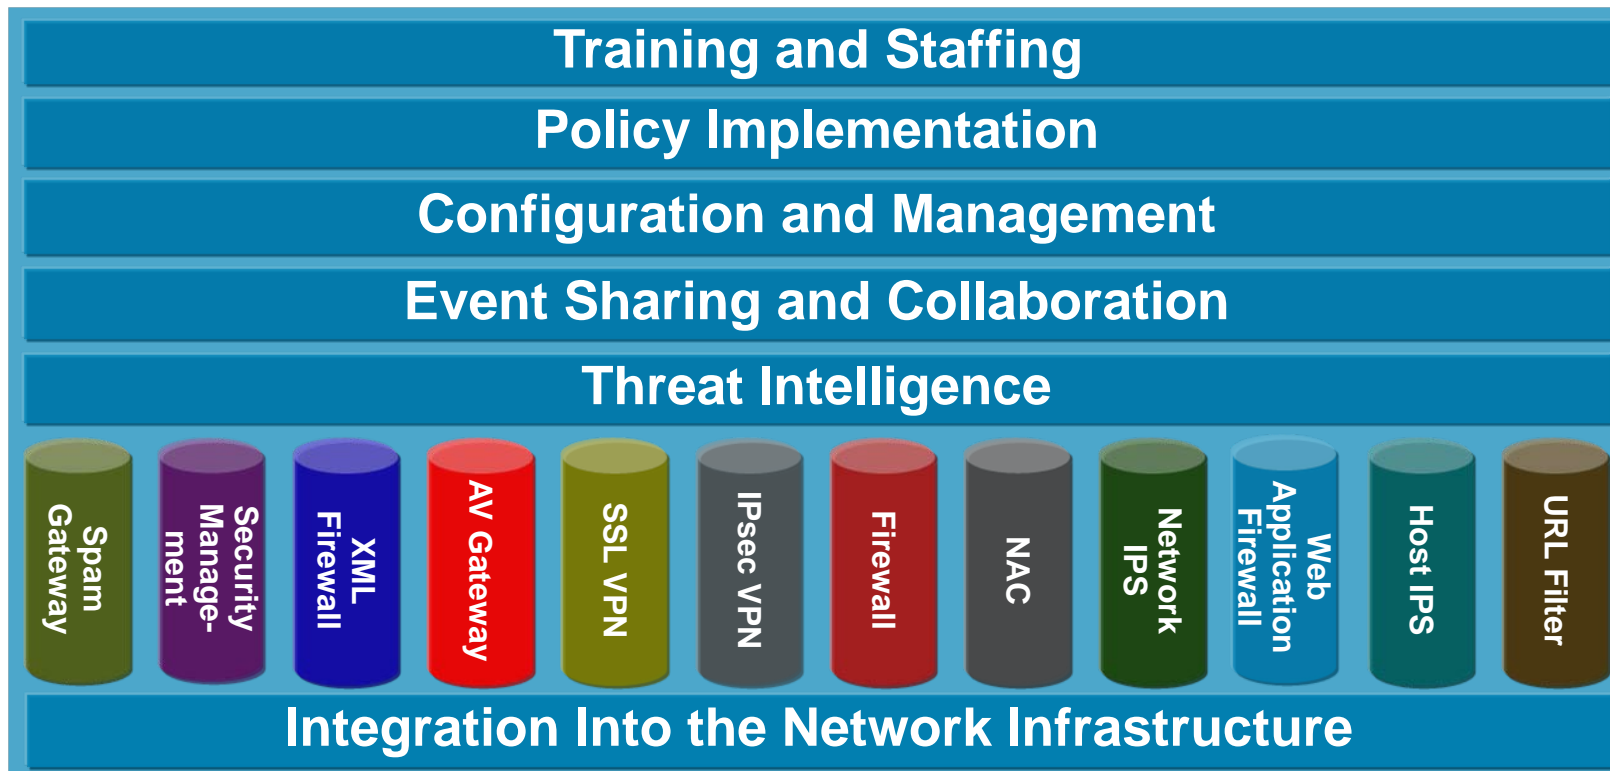 Training and Staffing
Policy Implementation
Configuration and Management
Event Sharing and Collaboration
Threat Intelligence
Spam
Gateway
Security
Manage-
ment
XML
Firewall
AV Gateway
SSL VPN
IPsec VPN
Firewall
NAC
Network
IPS
Web
Application
Firewall
Host IPS
URL Filter
Integration Into the Network Infrastructure